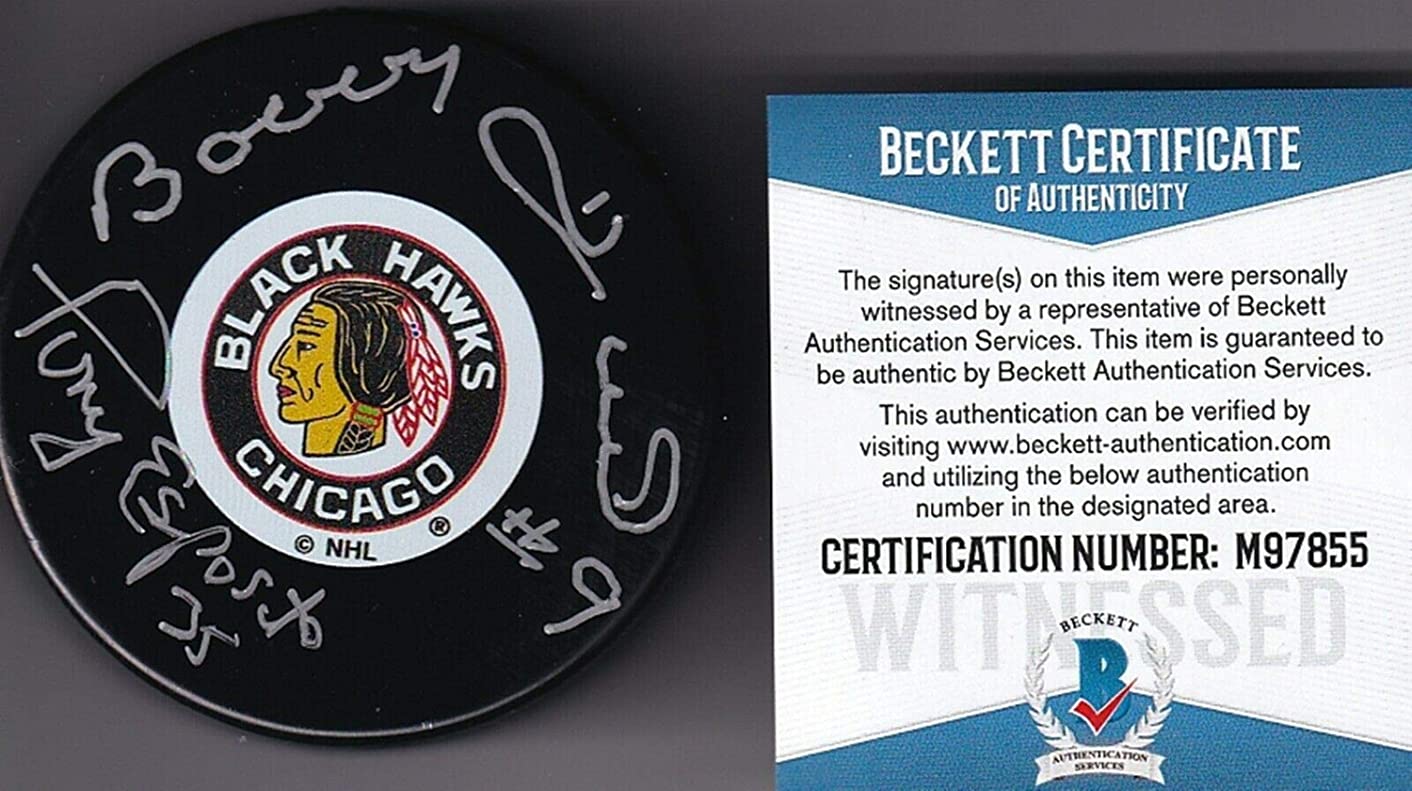 Bobby Hull #9
Tony Esposito 35
BLACK HAWKS
CHICAGO
®
© NHL
BECKETT CERTIFICATE
OF AUTHENTICITY
The signature(s) on this item were personally
witnessed by a representative of Beckett
Authentication Services. This item is guaranteed to
be authentic by Beckett Authentication Services.
This authentication can be verified by
visiting www.beckett-authentication.com
and utilizing the below authentication
number in the designated area.
CERTIFICATION NUMBER: M97855
WITNESSED
BECKETT
B
AUTHENTICATION
SERVICES